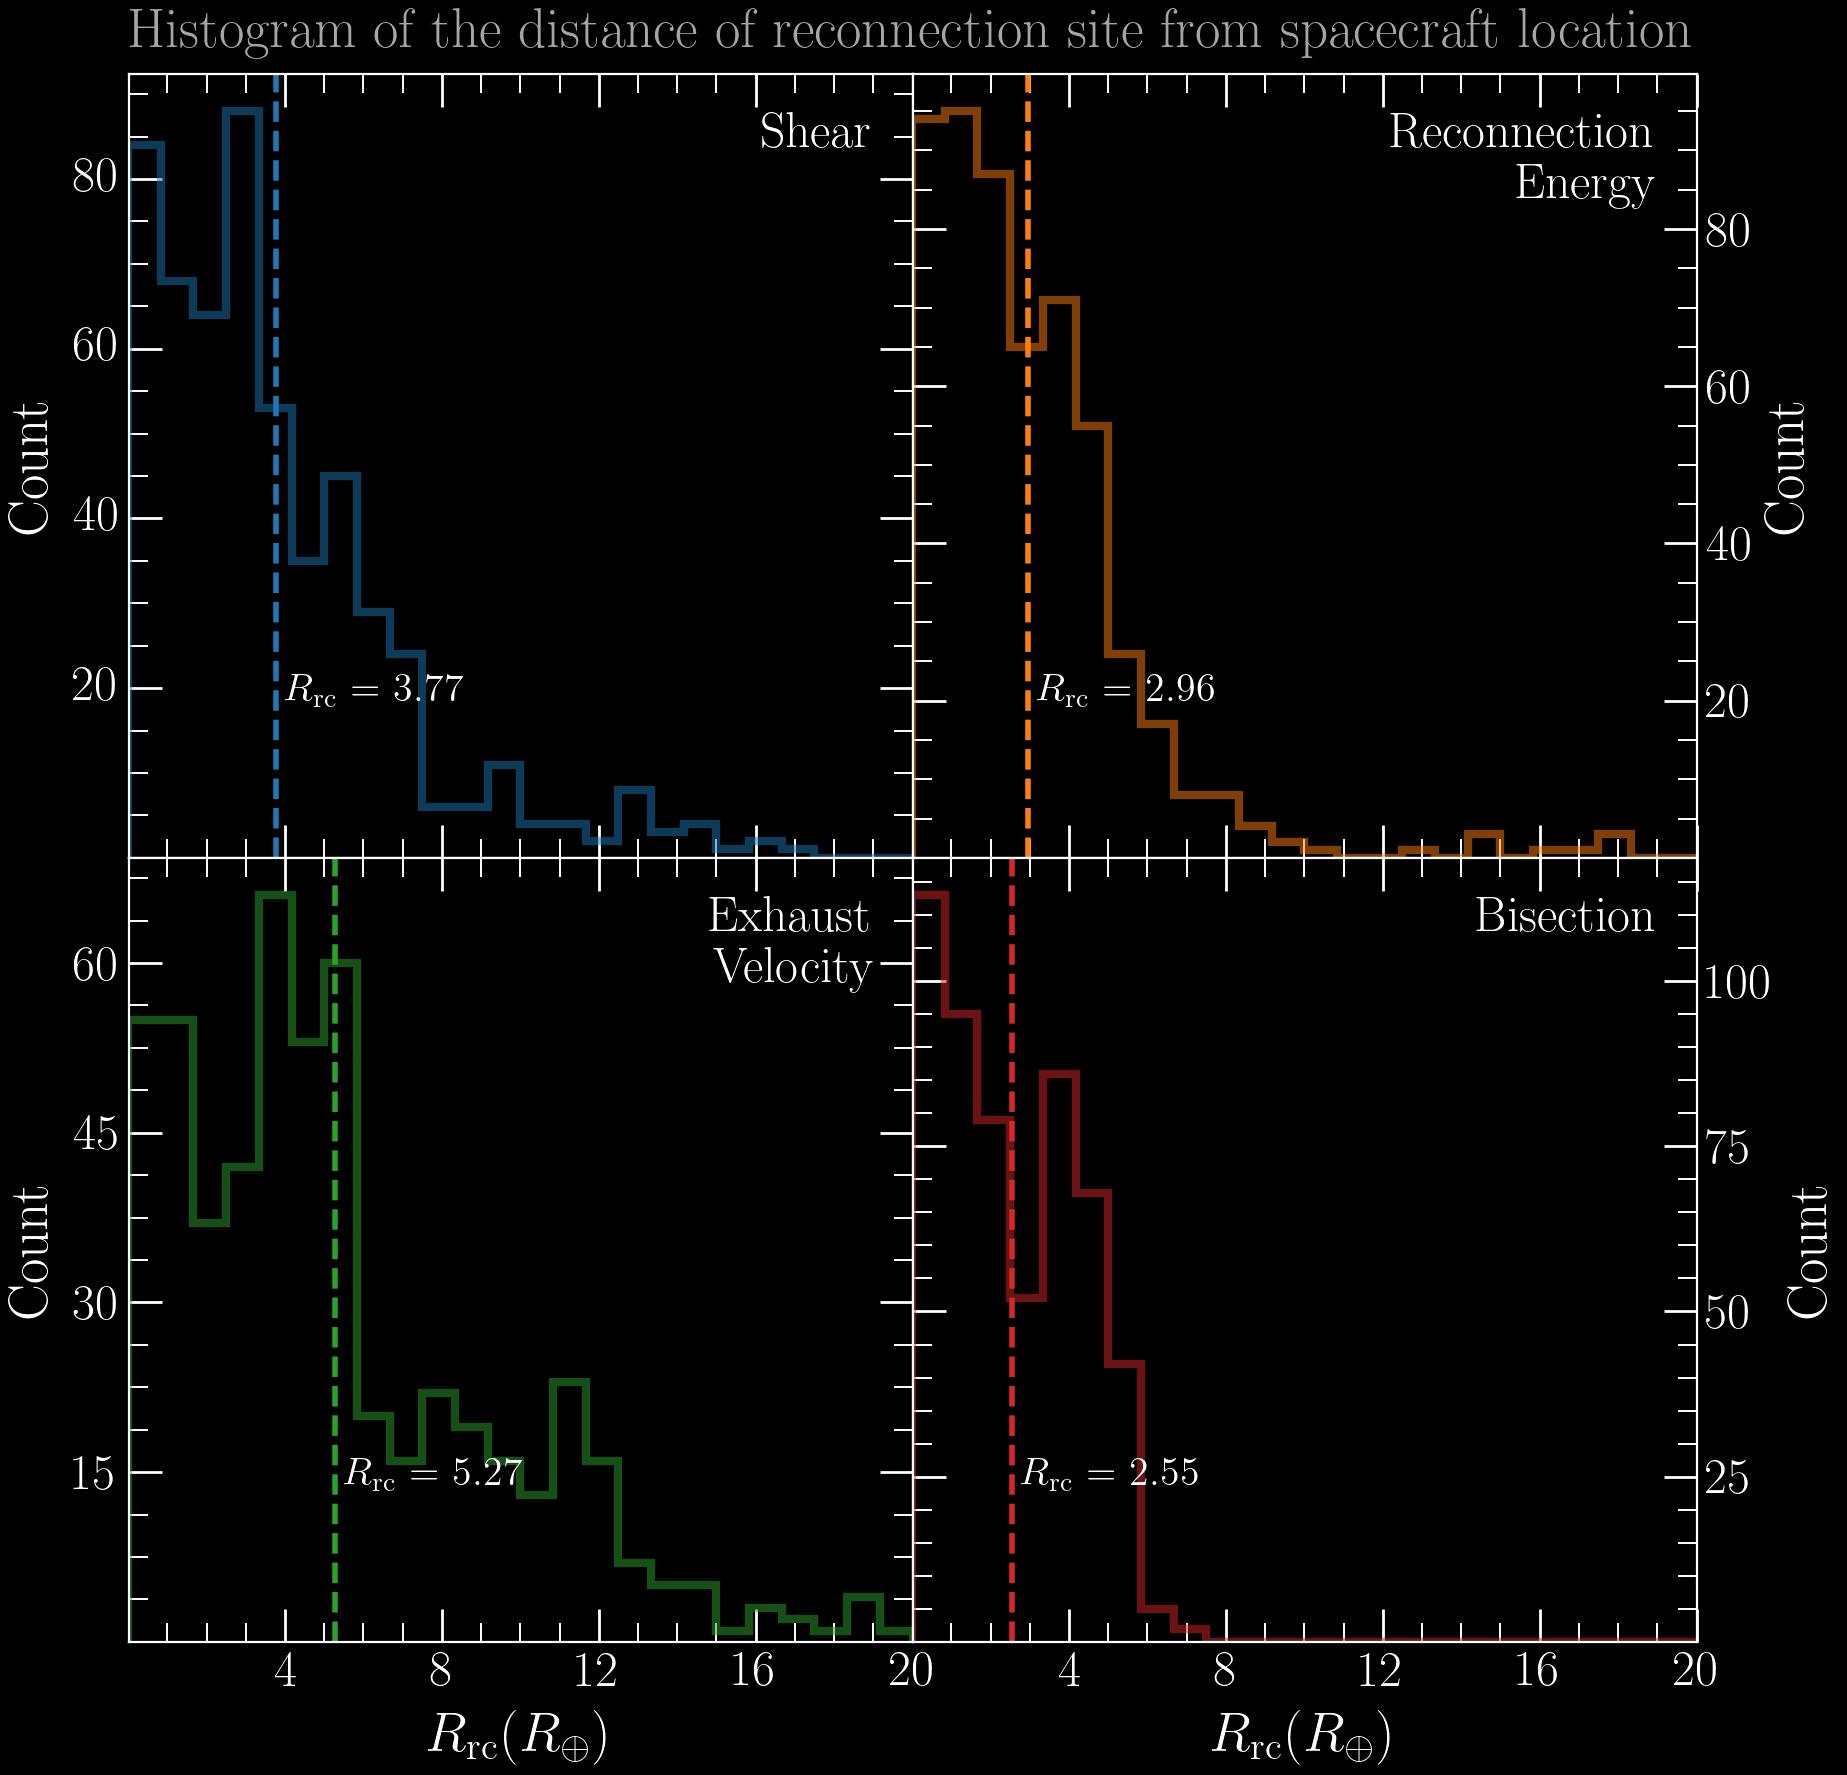 Histogram of the distance of reconnection site from spacecraft location
Shear
80
60
40
20
Count
R_rc = 3.77
Reconnection
Energy
80
60
40
20
Count
R_rc = 2.96
Exhaust
Velocity
60
45
30
15
Count
R_rc = 5.27
4 8 12 16 20
R_rc(R_⊕)
Bisection
100
75
50
25
Count
R_rc = 2.55
4 8 12 16 20
R_rc(R_⊕)